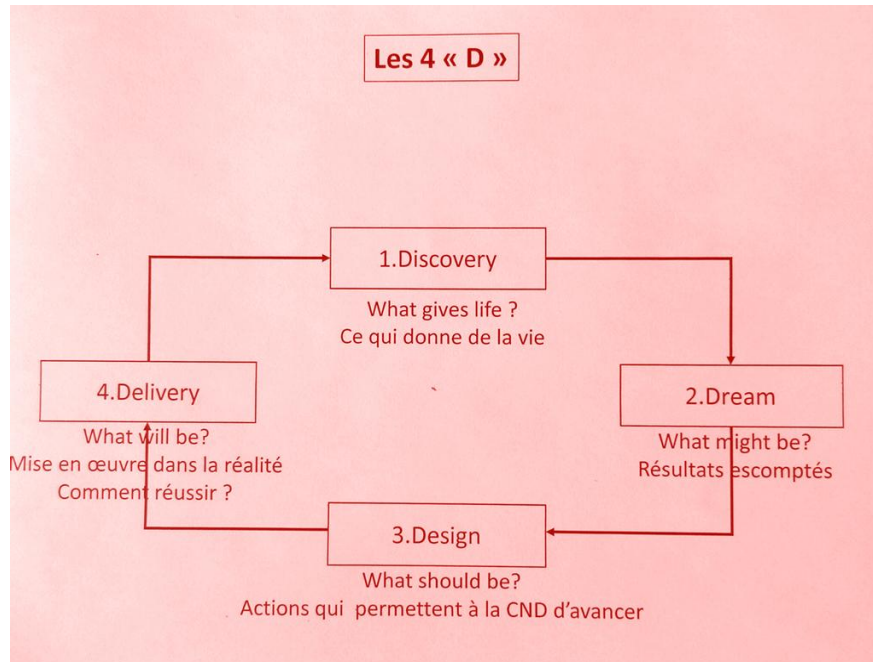 Les 4 « D »
1.Discovery
What gives life ?
Ce qui donne de la vie
2.Dream
What might be?
Résultats escomptés
3.Design
What should be?
Actions qui permettent à la CND d’avancer
4.Delivery
What will be?
Mise en œuvre dans la réalité
Comment réussir ?